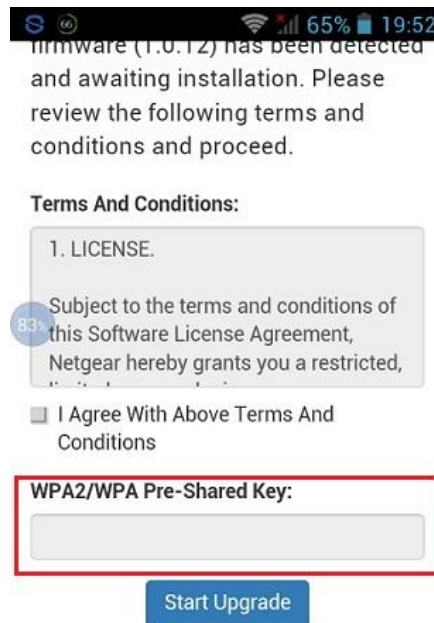 66 65% 19:52
firmware (1.0.12) has been detected
and awaiting installation. Please
review the following terms and
conditions and proceed.
Terms And Conditions:
1. LICENSE.
Subject to the terms and conditions of
83%
this Software License Agreement,
Netgear hereby grants you a restricted,
I Agree With Above Terms And
Conditions
WPA2/WPA Pre-Shared Key:
Start Upgrade